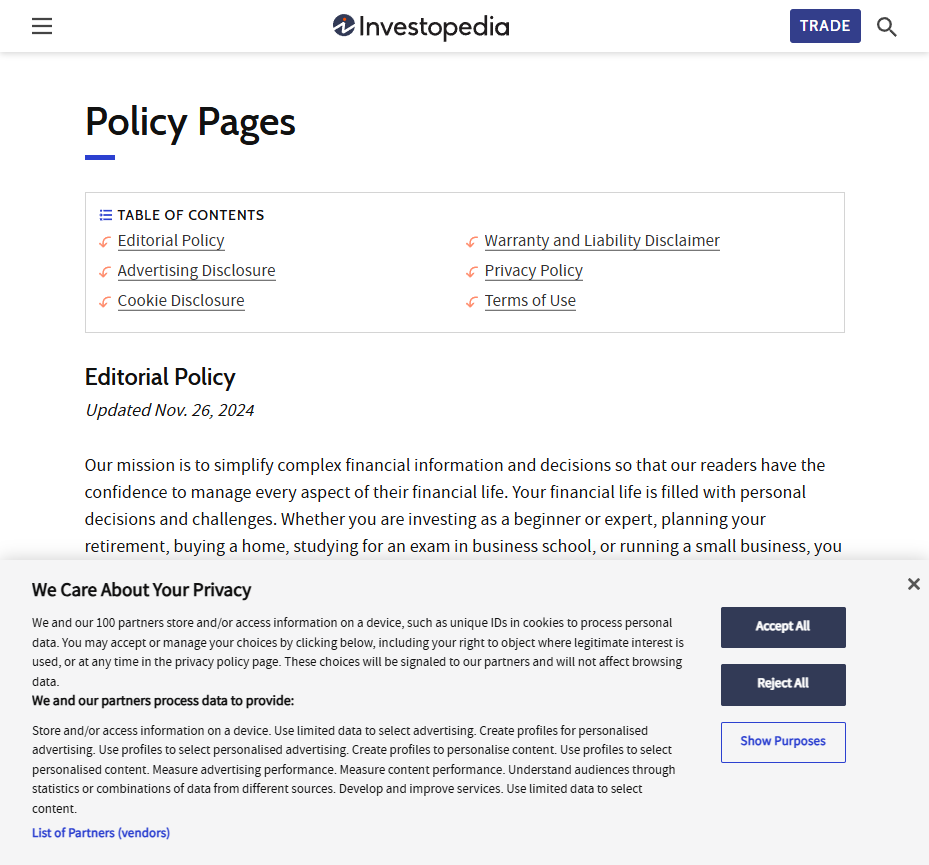 Investopedia
TRADE
Policy Pages
TABLE OF CONTENTS
Editorial Policy
Warranty and Liability Disclaimer
Advertising Disclosure
Privacy Policy
Cookie Disclosure
Terms of Use
Editorial Policy
Updated Nov. 26, 2024
Our mission is to simplify complex financial information and decisions so that our readers have the
confidence to manage every aspect of their financial life. Your financial life is filled with personal
decisions and challenges. Whether you are investing as a beginner or expert, planning your
retirement, buying a home, studying for an exam in business school, or running a small business, you
We Care About Your Privacy
We and our 100 partners store and/or access information on a device, such as unique IDs in cookies to process personal
data. You may accept or manage your choices by clicking below, including your right to object where legitimate interest is
used, or at any time in the privacy policy page. These choices will be signaled to our partners and will not affect browsing
data.
We and our partners process data to provide:
Store and/or access information on a device. Use limited data to select advertising. Create profiles for personalised
advertising. Use profiles to select personalised advertising. Create profiles to personalise content. Use profiles to select
personalised content. Measure advertising performance. Measure content performance. Understand audiences through
statistics or combinations of data from different sources. Develop and improve services. Use limited data to select
content.
List of Partners (vendors)
Accept All
Reject All
Show Purposes